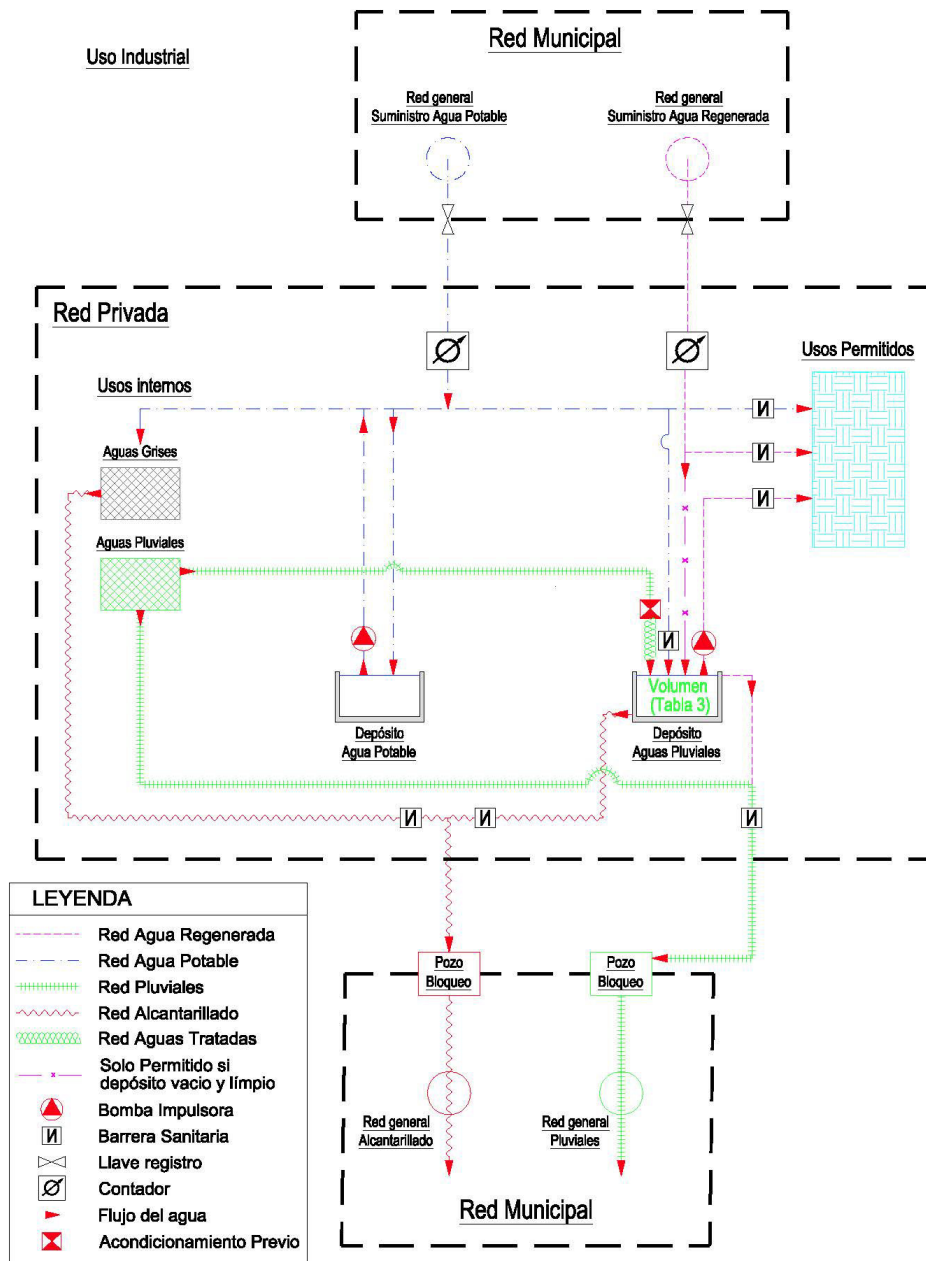 Uso Industrial
Red Municipal
Red general
Suministro Agua Potable
Red general
Suministro Agua Regenerada
Red Privada
Usos internos
Usos Permitidos
Aguas Grises
Aguas Pluviales
Volumen
(Tabla 3)
Depósito
Agua Potable
Depósito
Aguas Pluviales
LEYENDA
Red Agua Regenerada
Red Agua Potable
Red Pluviales
Red Alcantarillado
Red Aguas Tratadas
Solo Permitido si
depósito vacio y límpio
Bomba Impulsora
Barrera Sanitaria
Llave registro
Contador
Flujo del agua
Acondicionamiento Previo
Pozo
Bloqueo
Pozo
Bloqueo
Red general
Alcantarillado
Red general
Pluviales
Red Municipal